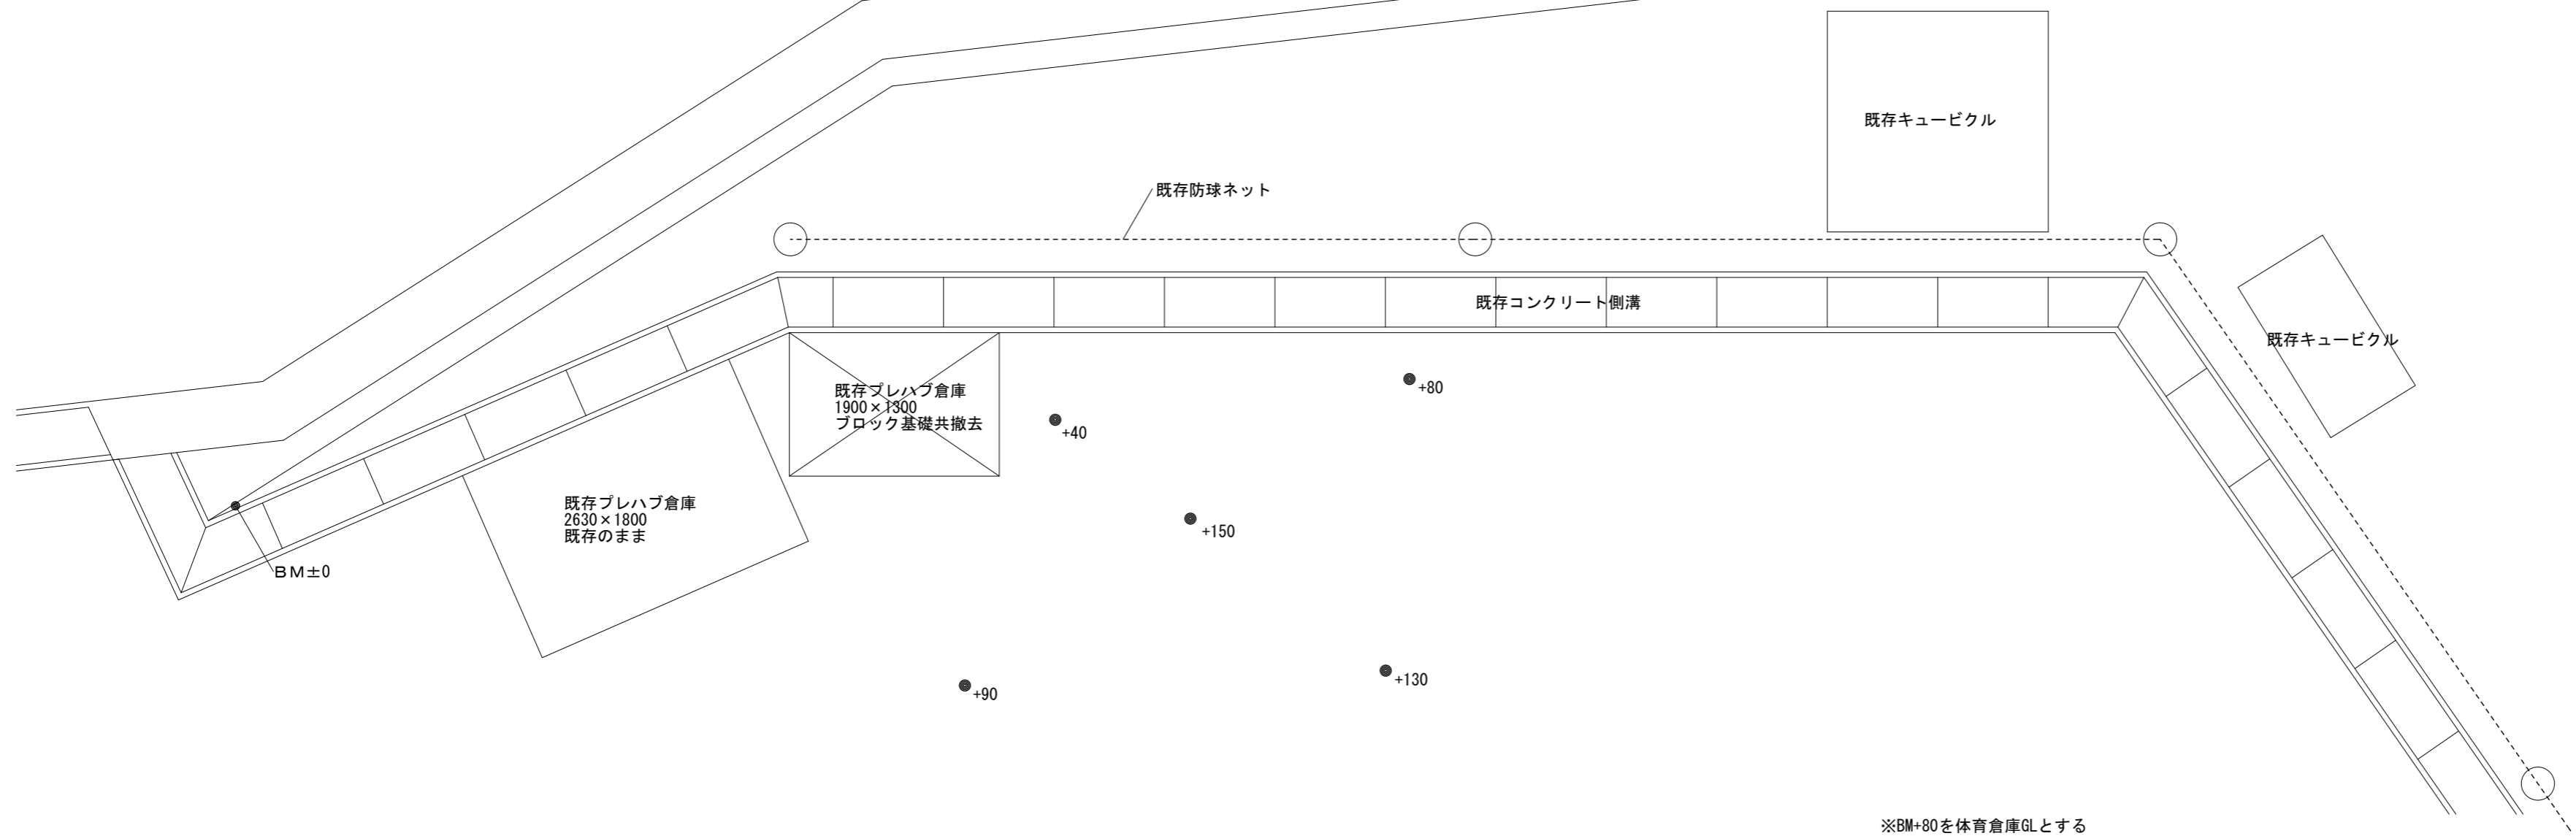 既存キュービクル
既存防球ネット
既存コンクリート側溝
既存キュービクル
既存プレハブ倉庫
1900×1300
ブロック基礎共撤去
+80
+40
既存プレハブ倉庫
2630×1800
既存のまま
+150
BM±0
+130
+90
※BM+80を体育倉庫GLとする